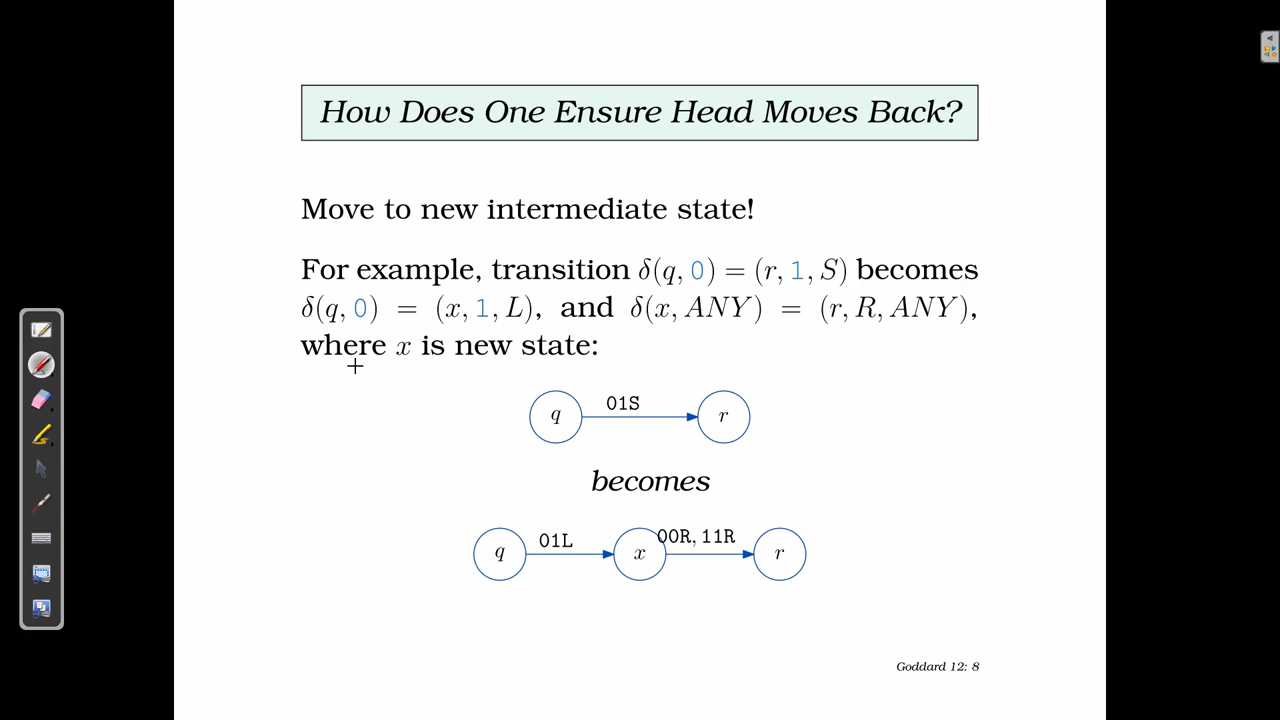 How Does One Ensure Head Moves Back?
Move to new intermediate state!
For example, transition δ(q, 0) = (r, 1, S) becomes
δ(q, 0) = (x, 1, L), and δ(x, ANY) = (r, R, ANY),
where x is new state:
q 01S r
becomes
q 01L x 00R, 11R r
Goddard 12: 8